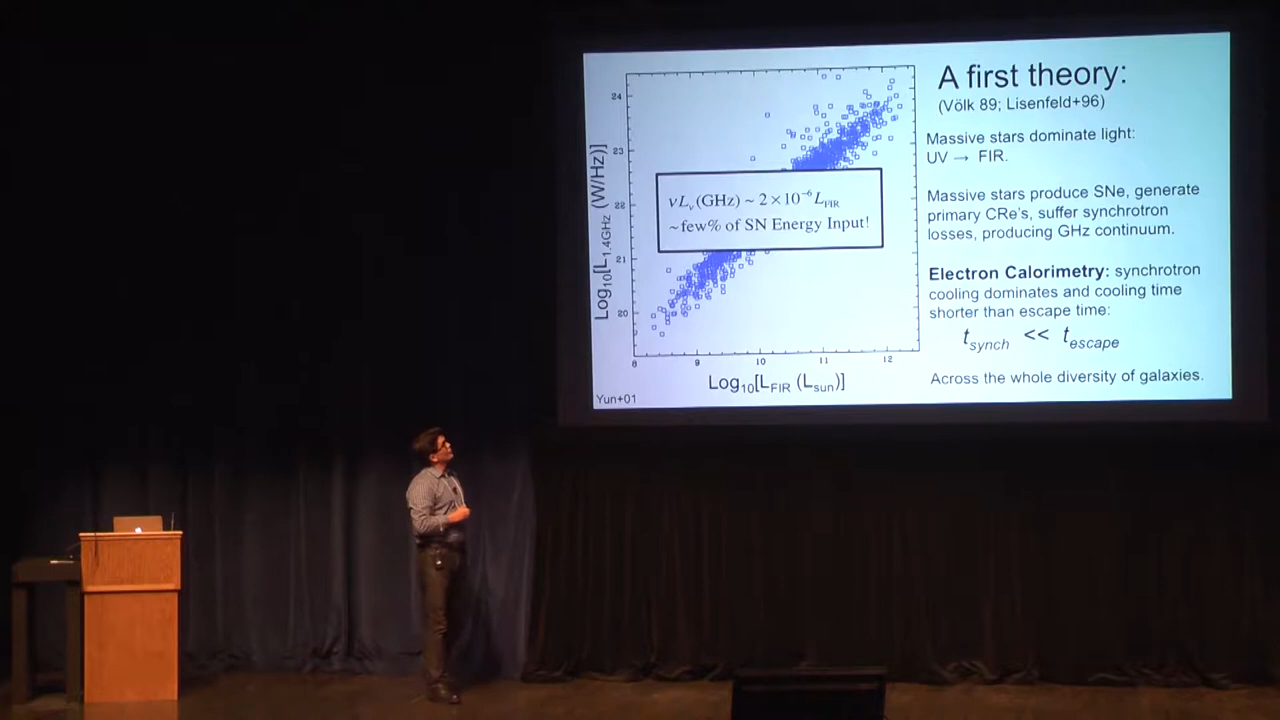 A first theory:
(Völk 89; Lisenfeld+96)
Massive stars dominate light:
UV → FIR.
Massive stars produce SNe, generate
primary CRe's, suffer synchrotron
losses, producing GHz continuum.
Electron Calorimetry: synchrotron
cooling dominates and cooling time
shorter than escape time:
t_synch << t_escape
Across the whole diversity of galaxies.
Log₁₀[L₁.₄GHz (W/Hz)]
24
23
22
21
20
νL_ν(GHz) ~ 2×10⁻⁶L_FIR
~few% of SN Energy Input!
8 9 10 11 12
Log₁₀[L_FIR (L_sun)]
Yun+01